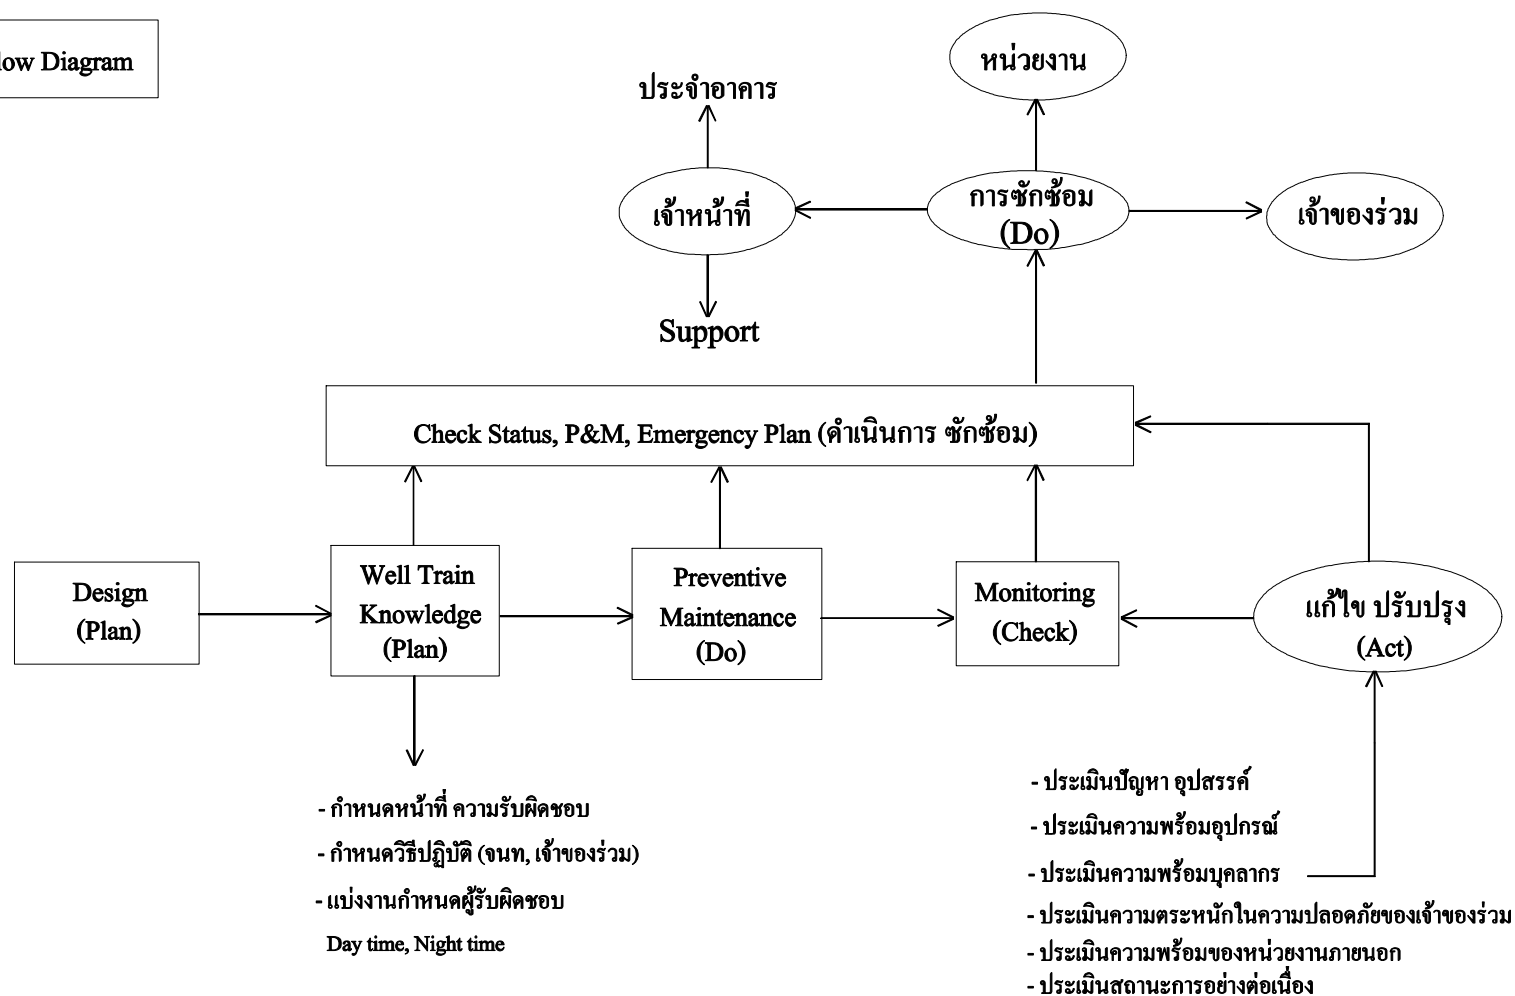 low Diagram
หน่วยงาน
ประจำอาคาร
การซักซ้อม
(Do)
เจ้าหน้าที่
เจ้าของร่วม
Support
Check Status, P&M, Emergency Plan (ดำเนินการ ซักซ้อม)
Design
(Plan)
Well Train
Knowledge
(Plan)
Preventive
Maintenance
(Do)
Monitoring
(Check)
แก้ไข ปรับปรุง
(Act)
- กำหนดหน้าที่ ความรับผิดชอบ
- กำหนดวิธีปฏิบัติ (จนท, เจ้าของร่วม)
- แบ่งงานกำหนดผู้รับผิดชอบ
Day time, Night time
- ประเมินปัญหา อุปสรรค์
- ประเมินความพร้อมอุปกรณ์
- ประเมินความพร้อมบุคลากร
- ประเมินความตระหนักในความปลอดภัยของเจ้าของร่วม
- ประเมินความพร้อมของหน่วยงานภายนอก
- ประเมินสถานะการอย่างต่อเนื่อง